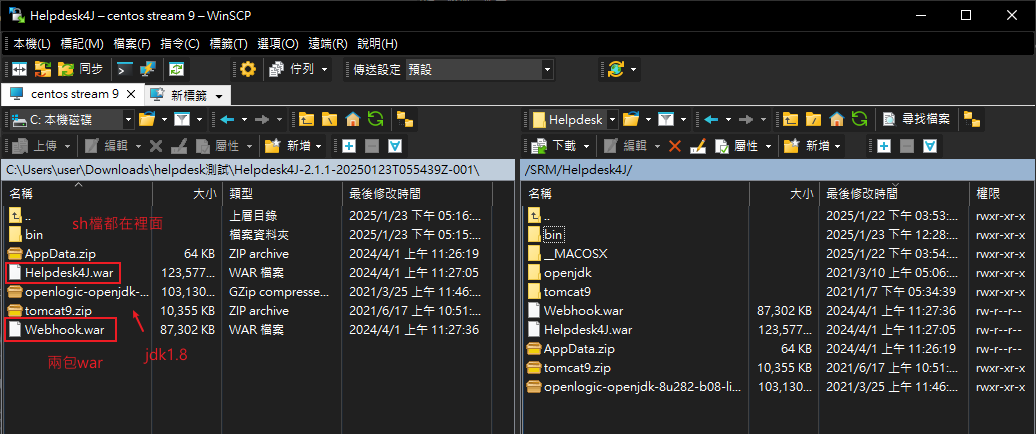 Helpdesk4J – centos stream 9 – WinSCP
本機(L) 標記(M) 檔案(F) 指令(C) 標籤(T) 選項(O) 遠端(R) 說明(H)
同步 佇列 傳送設定 預設
centos stream 9 新標籤
C: 本機磁碟
上傳 編輯 屬性 新增
C:\Users\user\Downloads\helpdesk測試\Helpdesk4J-2.1.1-20250123T055439Z-001\
名稱 大小 類型 最後修改時間
.. 上層目錄 2025/1/23 下午 05:16:...
sh檔都在裡面
bin 檔案資料夾 2025/1/23 下午 05:15:...
AppData.zip 64 KB ZIP archive 2024/4/1 上午 11:26:19
Helpdesk4J.war 123,577... WAR 檔案 2024/4/1 上午 11:27:05
openlogic-openjdk-... 103,130... GZip compresse... 2021/3/25 上午 11:46:...
tomcat9.zip 10,355 KB ZIP archive 2021/6/17 上午 10:51:...
Webhook.war 87,302 KB WAR 檔案 2024/4/1 上午 11:27:36
jdk1.8
兩包war
Helpdesk 尋找檔案
下載 編輯 屬性 新增
/SRM/Helpdesk4J/
名稱 大小 最後修改時間 權限
.. 2025/1/22 下午 03:53:... rwxr-xr-x
bin 2025/1/23 下午 12:28:... rwxr-xr-x
__MACOSX 2025/1/22 下午 03:54:... rwxr-xr-x
openjdk 2021/3/10 上午 05:06:... rwxr-xr-x
tomcat9 2025/1/7 上午 05:34:39 rwxr-xr-x
Webhook.war 87,302 KB 2024/4/1 上午 11:27:36 rw-r--r--
Helpdesk4J.war 123,577... 2024/4/1 上午 11:27:05 rw-r--r--
AppData.zip 64 KB 2024/4/1 上午 11:26:19 rw-r--r--
tomcat9.zip 10,355 KB 2021/6/17 上午 10:51:... rwxr-xr-x
openlogic-openjdk-8u282-b08-li... 103,130... 2021/3/25 上午 11:46:... rwxr-xr-x